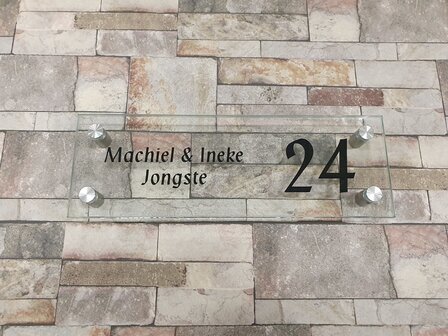 Machiel & Ineke
Jongste
24